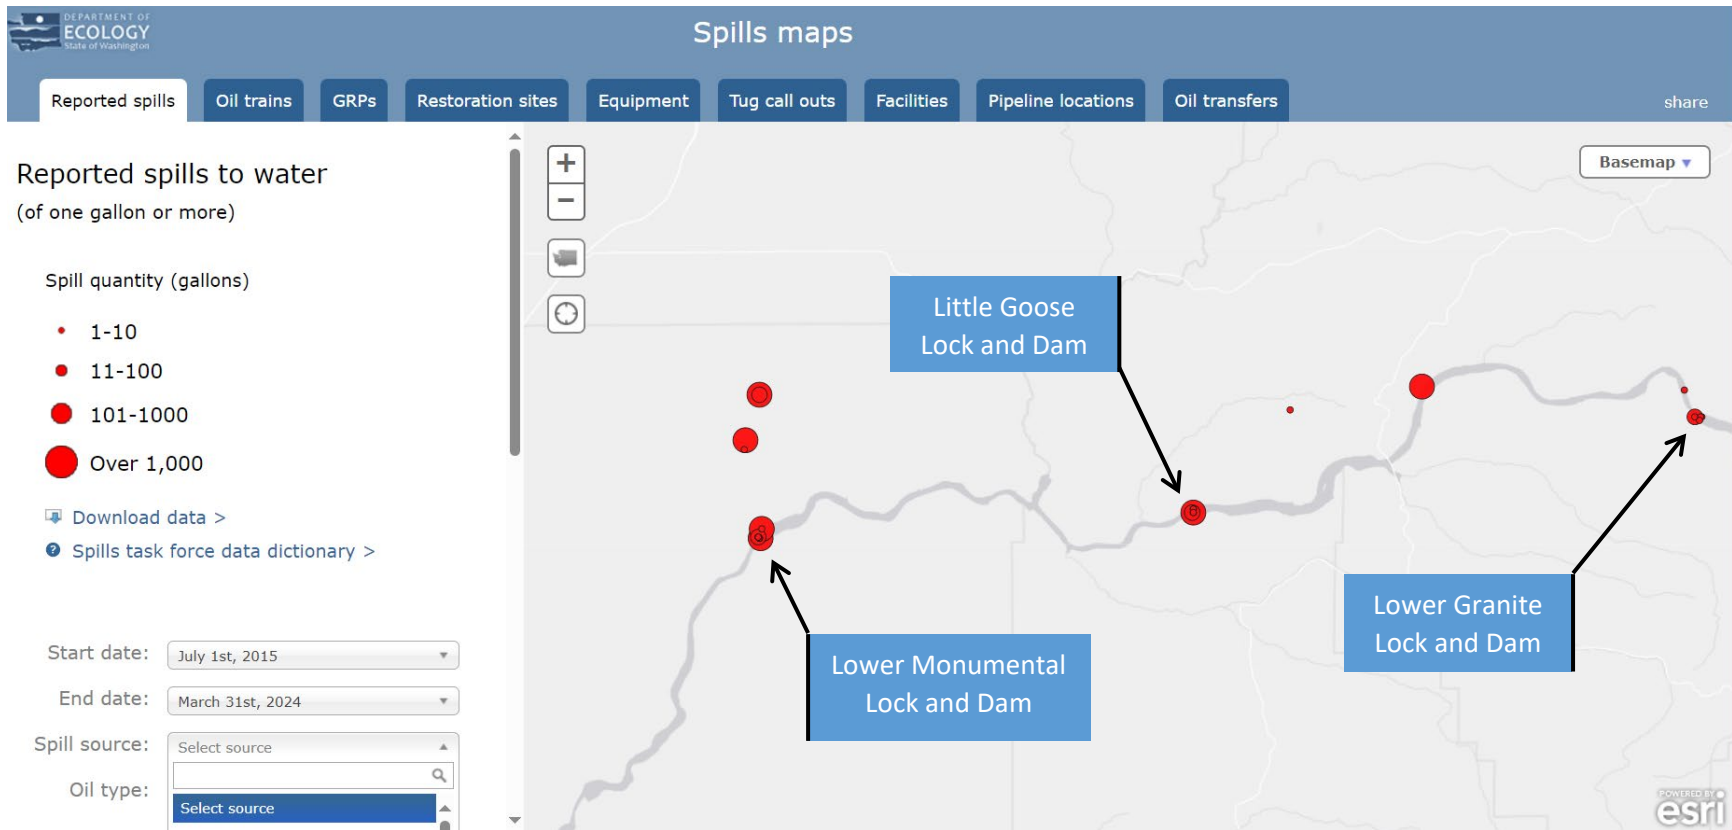 DEPARTMENT OF
ECOLOGY
State of Washington
Spills maps
Reported spills
Oil trains
GRPs
Restoration sites
Equipment
Tug call outs
Facilities
Pipeline locations
Oil transfers
share
Reported spills to water
(of one gallon or more)
Spill quantity (gallons)
1-10
11-100
101-1000
Over 1,000
Download data >
Spills task force data dictionary >
Start date: July 1st, 2015
End date: March 31st, 2024
Spill source: Select source
Oil type:
Select source
+
−
Basemap
Little Goose
Lock and Dam
Lower Monumental
Lock and Dam
Lower Granite
Lock and Dam
POWERED BY
esri